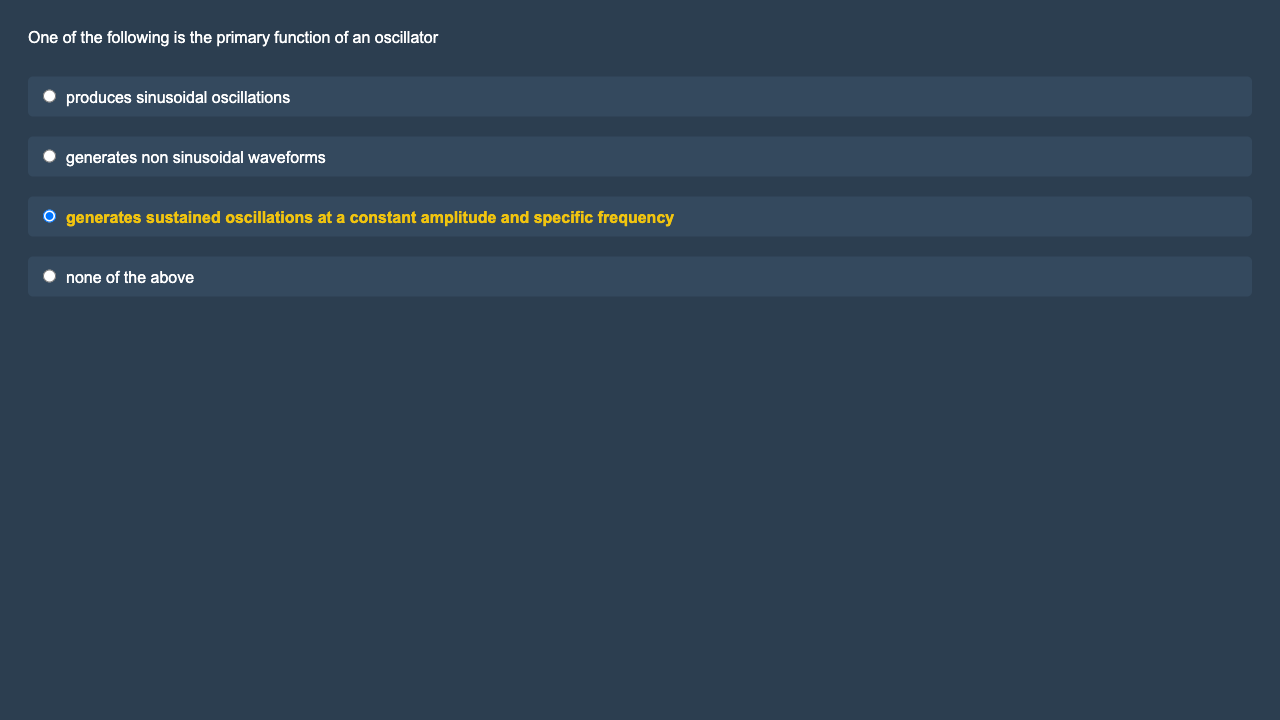 One of the following is the primary function of an oscillator
produces sinusoidal oscillations
generates non sinusoidal waveforms
generates sustained oscillations at a constant amplitude and specific frequency
none of the above